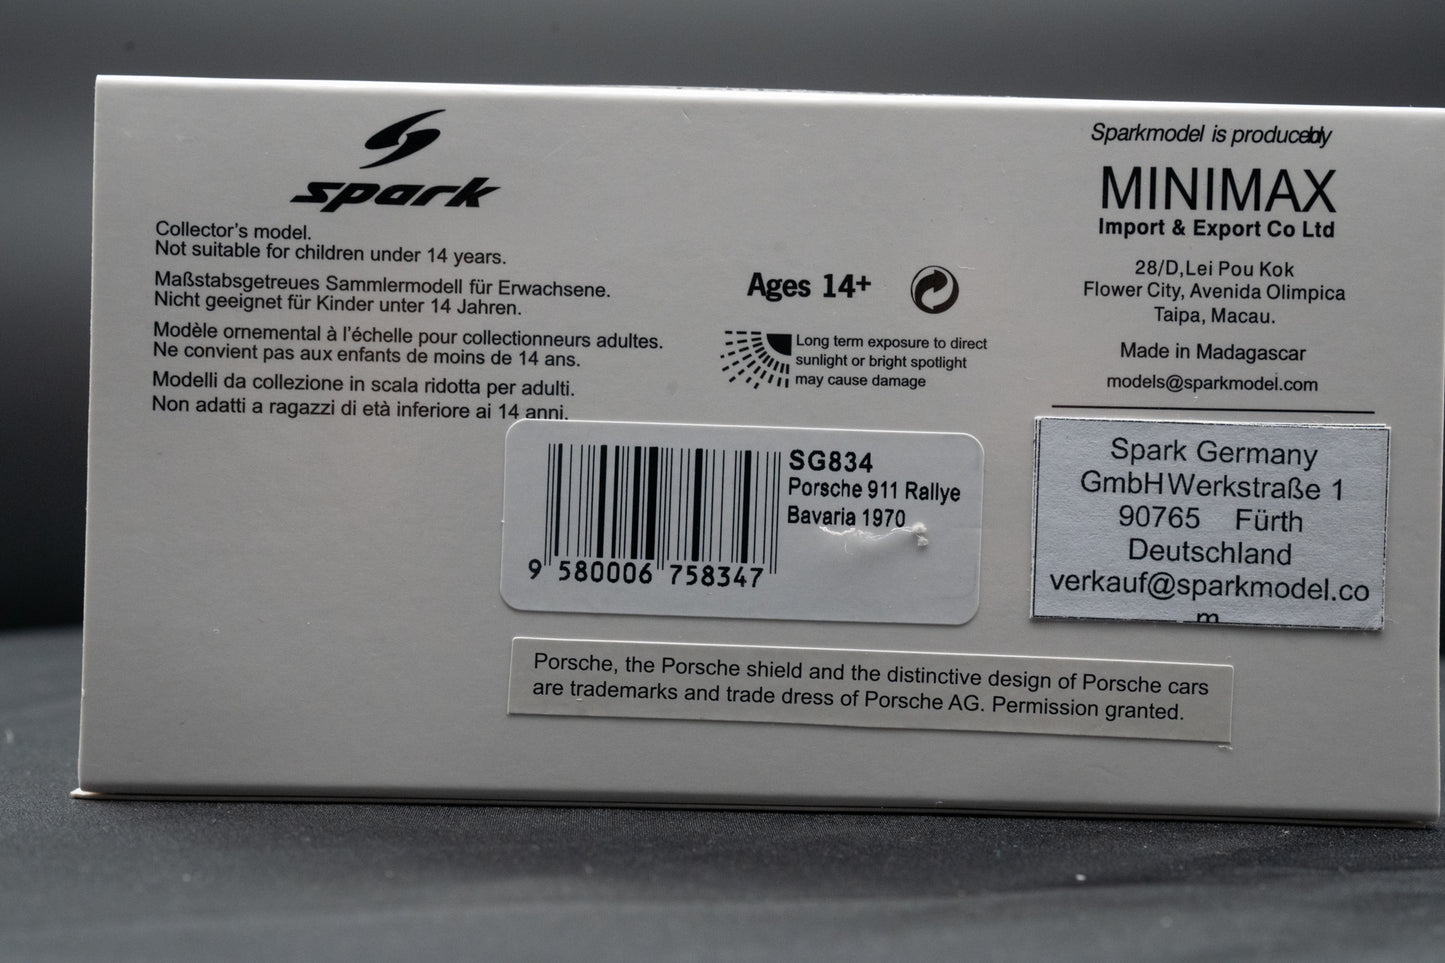 spark
Collector's model.
Not suitable for children under 14 years.
Maßstabsgetreues Sammlermodell für Erwachsene.
Nicht geeignet für Kinder unter 14 Jahren.
Modèle ornemental à l'échelle pour collectionneurs adultes.
Ne convient pas aux enfants de moins de 14 ans.
Modelli da collezione in scala ridotta per adulti.
Non adatti a ragazzi di età inferiore ai 14 anni.
Ages 14+
Long term exposure to direct
sunlight or bright spotlight
may cause damage
Sparkmodel is produced by
MINIMAX
Import & Export Co Ltd
28/D,Lei Pou Kok
Flower City, Avenida Olimpica
Taipa, Macau.
Made in Madagascar
models@sparkmodel.com
SG834
Porsche 911 Rallye
Bavaria 1970
9 580006 758347
Spark Germany
GmbH Werkstraße 1
90765 Fürth
Deutschland
verkauf@sparkmodel.co
m
Porsche, the Porsche shield and the distinctive design of Porsche cars
are trademarks and trade dress of Porsche AG. Permission granted.